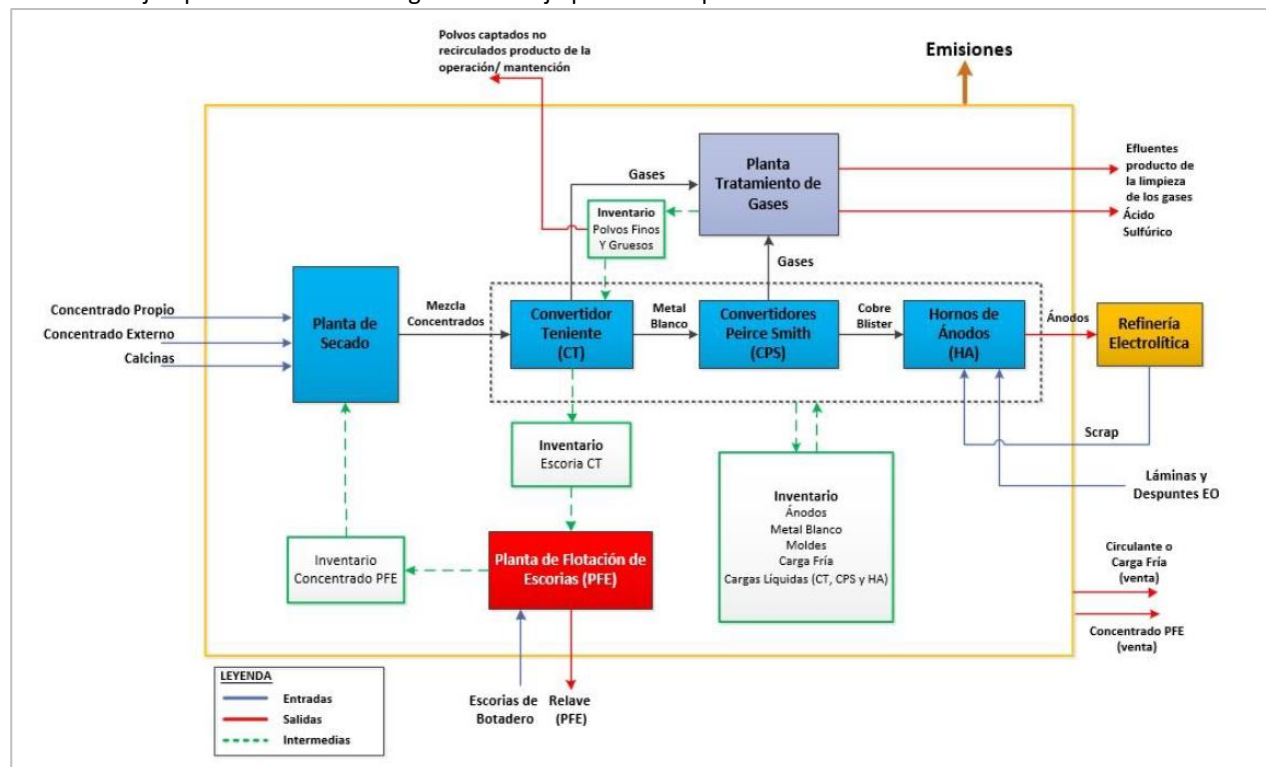 Polvos captados no
recirculados producto de la
operación/ mantención
Emisiones
Planta
Tratamiento de
Gases
Efluentes
producto de
la limpieza
de los gases
Ácido
Sulfúrico
Gases
Inventario
Polvos Finos
Y Gruesos
Gases
Concentrado Propio
Concentrado Externo
Calcinas
Planta de
Secado
Mezcla
Concentrados
Convertidor
Teniente
(CT)
Metal
Blanco
Convertidores
Peirce Smith
(CPS)
Cobre
Blister
Hornos de
Ánodos
(HA)
Ánodos
Refinería
Electrolítica
Scrap
Láminas y
Despuntes EO
Inventario
Escoria CT
Inventario
Ánodos
Metal Blanco
Moldes
Carga Fría
Cargas Líquidas (CT, CPS y HA)
Inventario
Concentrado PFE
Planta de Flotación de
Escorias (PFE)
Circulante o
Carga Fría
(venta)
Concentrado PFE
(venta)
LEYENDA
Entradas
Salidas
Intermedias
Escorias de
Botadero
Relave
(PFE)